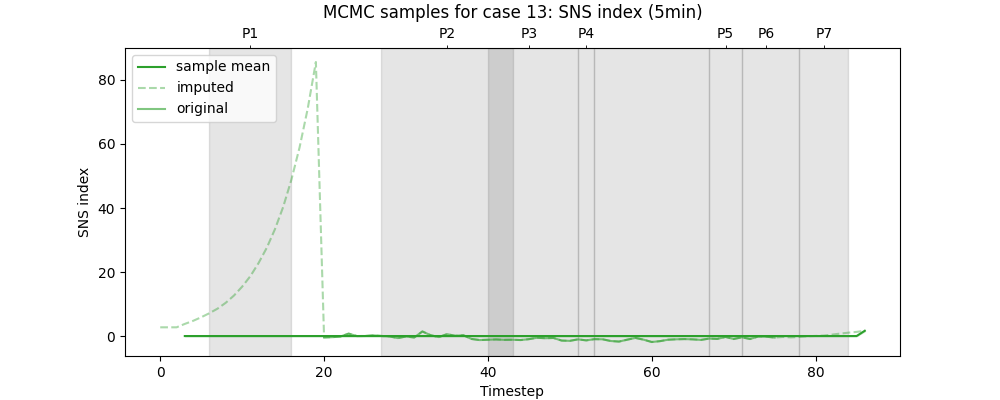 MCMC samples for case 13: SNS index (5min)
P1 P2 P3 P4 P5 P6 P7
sample mean
imputed
original
80
60
40
20
0
SNS index
0 20 40 60 80
Timestep